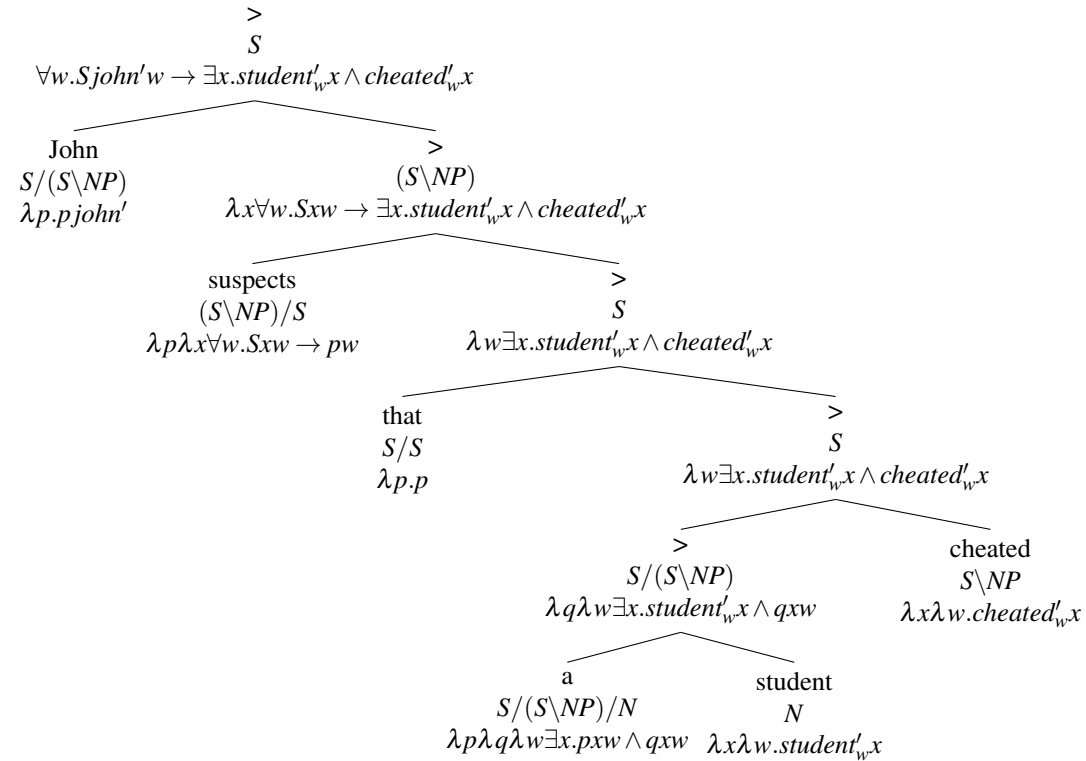 >
S
∀w.Sjohn′w → ∃x.student′_w x ∧ cheated′_w x
John
S/(S\NP)
λp.pjohn′
>
(S\NP)
λx∀w.Sxw → ∃x.student′_w x ∧ cheated′_w x
suspects
(S\NP)/S
λpλx∀w.Sxw → pw
>
S
λw∃x.student′_w x ∧ cheated′_w x
that
S/S
λp.p
>
S
λw∃x.student′_w x ∧ cheated′_w x
>
S/(S\NP)
λqλw∃x.student′_w x ∧ qxw
cheated
S\NP
λxλw.cheated′_w x
a
S/(S\NP)/N
λpλqλw∃x.pxw ∧ qxw
student
N
λxλw.student′_w x